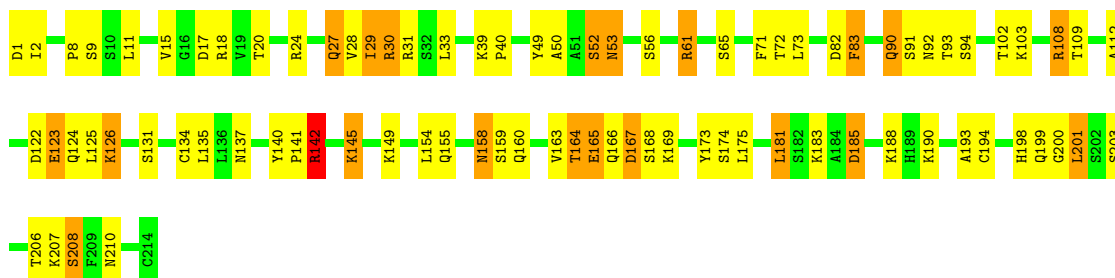 D1 I2 P8 S9 S10 L11 V15 G16 D17 R18 V19 T20 R24 Q27 V28 I29 R30 R31 S32 L33 K39 P40 Y49 A50 A51 S52 N53 S56 R61 S65 F71 T72 L73 D82 F83 Q90 S91 N92 T93 S94 T102 K103 R108 T109 A112
D122 E123 Q124 L125 K126 S131 C134 L135 L136 N137 Y140 P141 R142 K145 K149 L154 Q155 N158 S159 Q160 V163 T164 E165 Q166 D167 S168 K169 Y173 S174 L175 L181 S182 K183 A184 D185 K188 H189 K190 A193 C194 H198 Q199 G200 L201 S202 S203
T206 K207 S208 F209 N210 C214